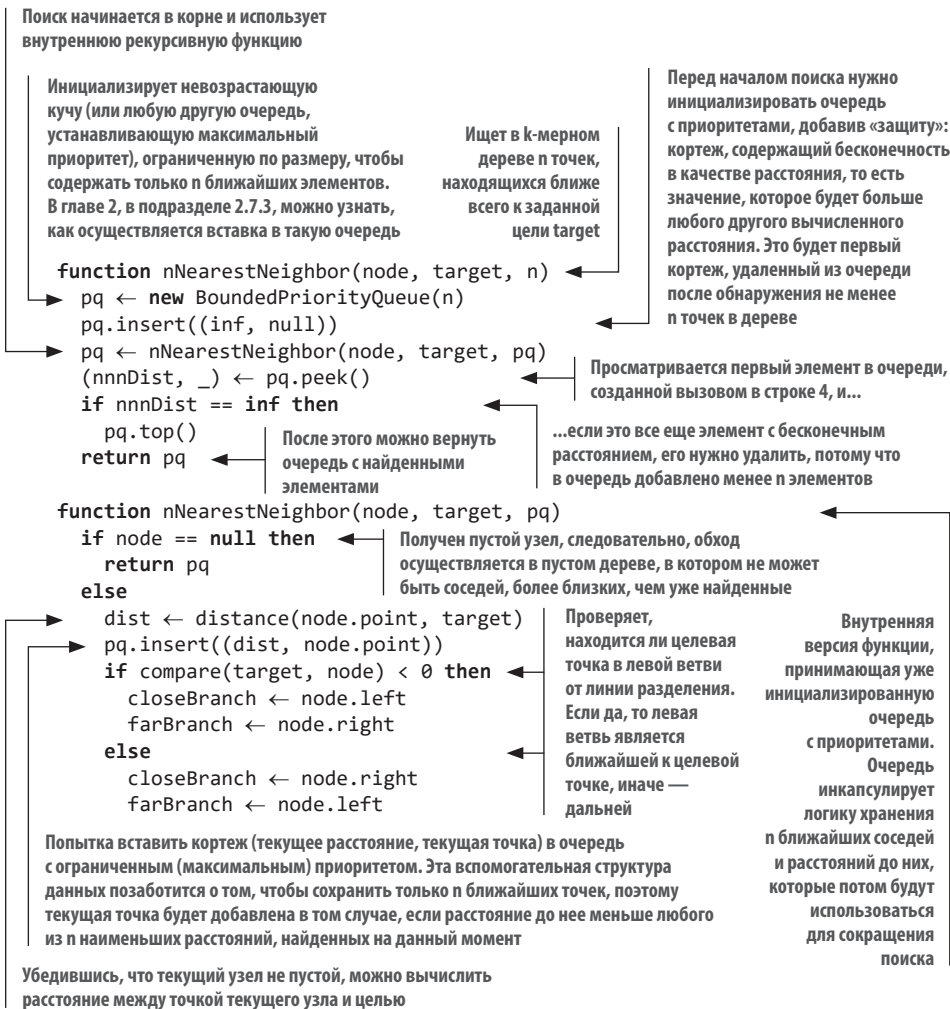 Поиск начинается в корне и использует
внутреннюю рекурсивную функцию
Инициализирует невозрастающую
кучу (или любую другую очередь,
устанавливающую максимальный
приоритет), ограниченную по размеру, чтобы
содержать только n ближайших элементов.
В главе 2, в подразделе 2.7.3, можно узнать,
как осуществляется вставка в такую очередь
Ищет в k-мерном
дереве n точек,
находящихся ближе
всего к заданной
цели target
Перед началом поиска нужно
инициализировать очередь
с приоритетами, добавив «защиту»:
кортеж, содержащий бесконечность
в качестве расстояния, то есть
значение, которое будет больше
любого другого вычисленного
расстояния. Это будет первый
кортеж, удаленный из очереди
после обнаружения не менее
n точек в дереве
function nNearestNeighbor(node, target, n)
pq ← new BoundedPriorityQueue(n)
pq.insert((inf, null))
pq ← nNearestNeighbor(node, target, pq)
(nnnDist, _) ← pq.peek()
Просматривается первый элемент в очереди,
созданной вызовом в строке 4, и...
if nnnDist == inf then
pq.top()
return pq
После этого можно вернуть
очередь с найденными
элементами
...если это все еще элемент с бесконечным
расстоянием, его нужно удалить, потому что
в очередь добавлено менее n элементов
function nNearestNeighbor(node, target, pq)
if node == null then
return pq
else
Получен пустой узел, следовательно, обход
осуществляется в пустом дереве, в котором не может
быть соседей, более близких, чем уже найденные
dist ← distance(node.point, target)
pq.insert((dist, node.point))
if compare(target, node) < 0 then
closeBranch ← node.left
farBranch ← node.right
else
closeBranch ← node.right
farBranch ← node.left
Проверяет,
находится ли целевая
точка в левой ветви
от линии разделения.
Если да, то левая
ветвь является
ближайшей к целевой
точке, иначе —
дальней
Внутренняя
версия функции,
принимающая уже
инициализированную
очередь
с приоритетами.
Очередь
инкапсулирует
логику хранения
n ближайших соседей
и расстояний до них,
которые потом будут
использоваться
для сокращения
поиска
Попытка вставить кортеж (текущее расстояние, текущая точка) в очередь
с ограниченным (максимальным) приоритетом. Эта вспомогательная структура
данных позаботится о том, чтобы сохранить только n ближайших точек, поэтому
текущая точка будет добавлена в том случае, если расстояние до нее меньше любого
из n наименьших расстояний, найденных на данный момент
Убедившись, что текущий узел не пустой, можно вычислить
расстояние между точкой текущего узла и целью